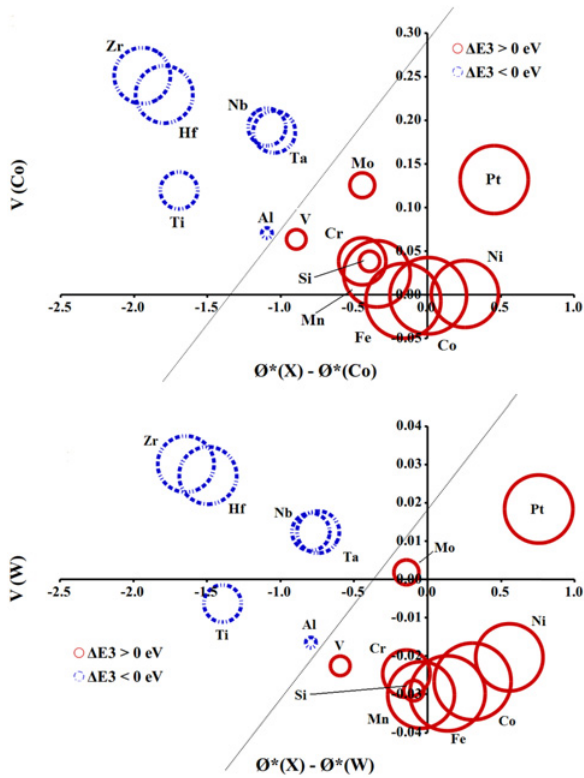 0.30
Zr
ΔE3 > 0 eV
ΔE3 < 0 eV
0.25
Hf
Nb
0.20
Ta
V (Co)
0.15
Mo
Pt
Ti
0.10
Al
V
Cr
0.05
Ni
Si
0.00
-2.5 -2.0 -1.5 -1.0 -0.5 0.0 0.5 1.0
Mn
Fe
-0.05
Co
Ø*(X) - Ø*(Co)
0.04
Zr
0.03
Hf
0.02
Pt
Nb
Ta
0.01
Mo
V (W)
0.00
-2.5 -2.0 -1.5 -1.0 -0.5 0.0 0.5 1.0
Ti
Al
-0.01
Ni
V
Cr
ΔE3 > 0 eV
-0.02
ΔE3 < 0 eV
Si
-0.03
Mn
Fe
Co
-0.04
Ø*(X) - Ø*(W)